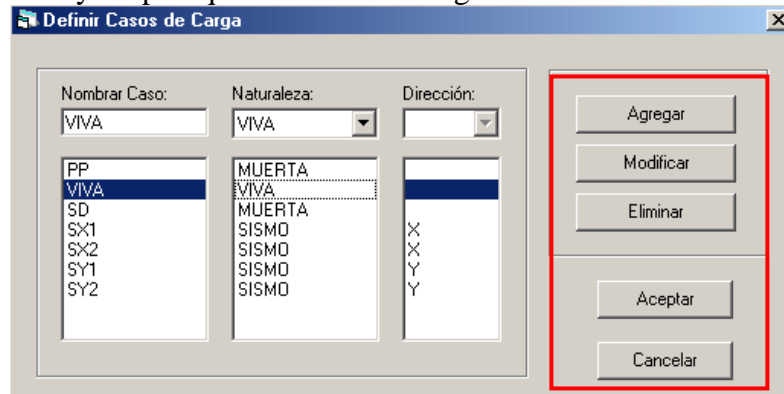 Definir Casos de Carga
Nombrar Caso: Naturaleza: Dirección:
VIVA VIVA
PP MUERTA
VIVA VIVA
SD MUERTA
SX1 SISMO X
SX2 SISMO X
SY1 SISMO Y
SY2 SISMO Y
Agregar
Modificar
Eliminar
Aceptar
Cancelar